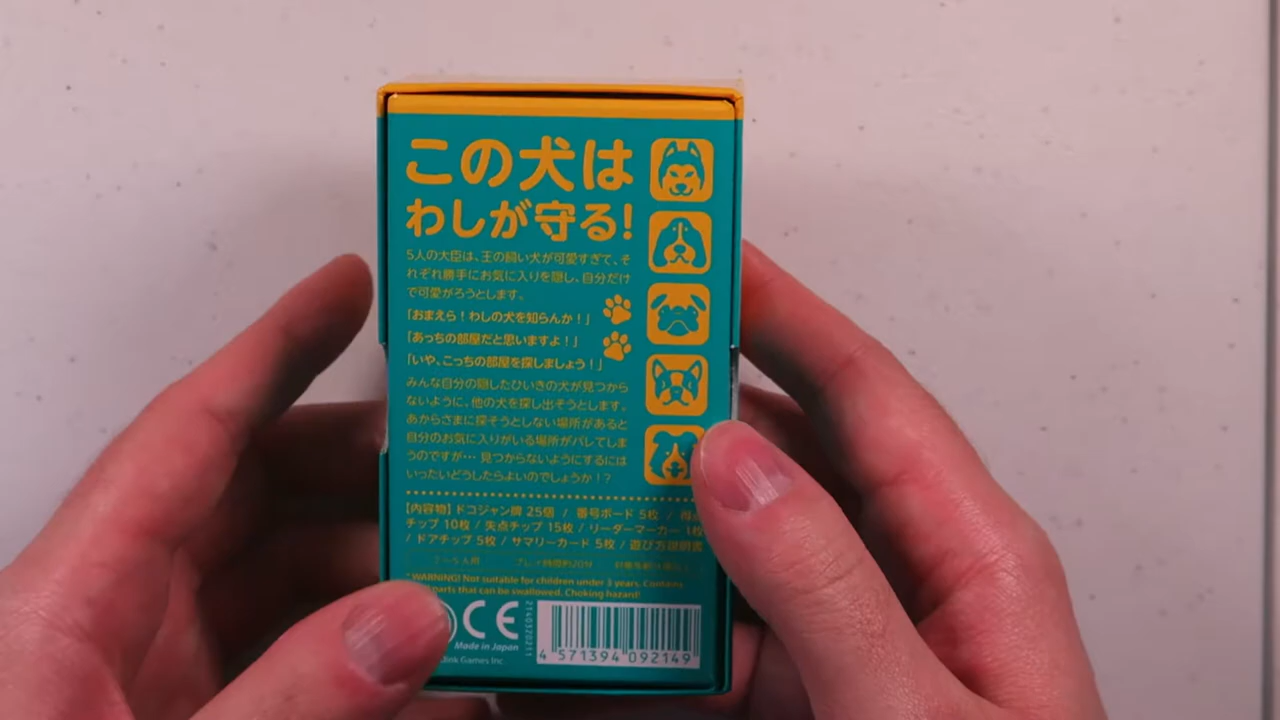 この犬は
わしが守る!
5人の大臣は、王の飼い犬が可愛すぎて、そ
れぞれ勝手にお気に入りを隠し、自分だけ
で可愛がろうとします。
「おまえら!わしの犬を知らんか!」
「あっちの部屋だと思いますよ!」
「いや、こっちの部屋を探しましょう!」
みんな自分の隠したひいきの犬が見つから
ないように、他の犬を探し出そうとします。
あからさまに探そうとしない場所があると
自分のお気に入りがいる場所がバレてしま
うのですが… 見つからないようにするには
いったいどうしたらよいのでしょうか!?
【内容物】ドコジャン牌 25個 / 番号ボード 5枚 / 得点
チップ 10枚 / 失点チップ 15枚 / リーダーマーカー 1枚
/ ドアチップ 5枚 / サマリーカード 5枚 / 遊び方説明書
プレイ時間約20分
* WARNING! Not suitable for children under 3 years. Contains
parts that can be swallowed. Choking hazard!
CE
Made in Japan
Games Inc.
2140320211
4 571394 092149